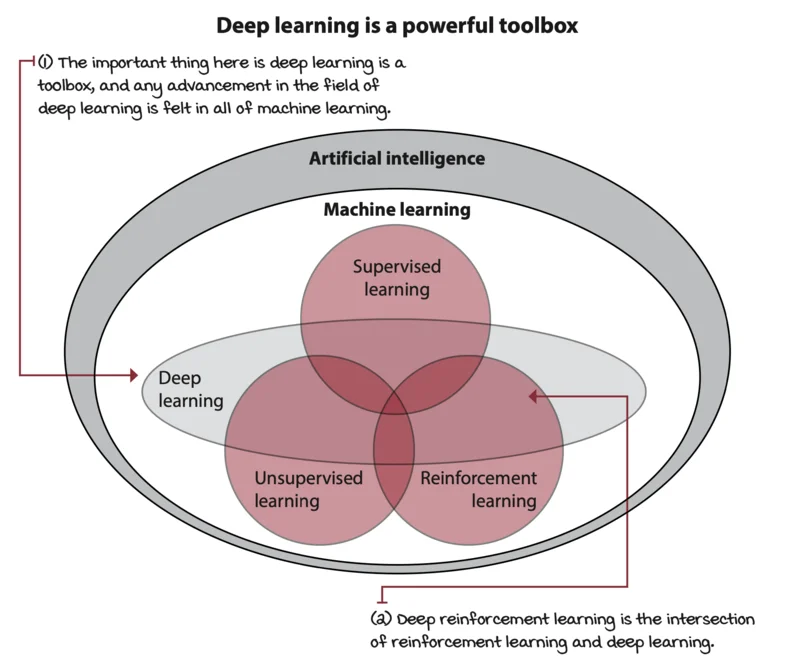 Deep learning is a powerful toolbox
(1) The important thing here is deep learning is a
toolbox, and any advancement in the field of
deep learning is felt in all of machine learning.
Artificial intelligence
Machine learning
Supervised
learning
Deep
learning
Unsupervised
learning
Reinforcement
learning
(2) Deep reinforcement learning is the intersection
of reinforcement learning and deep learning.